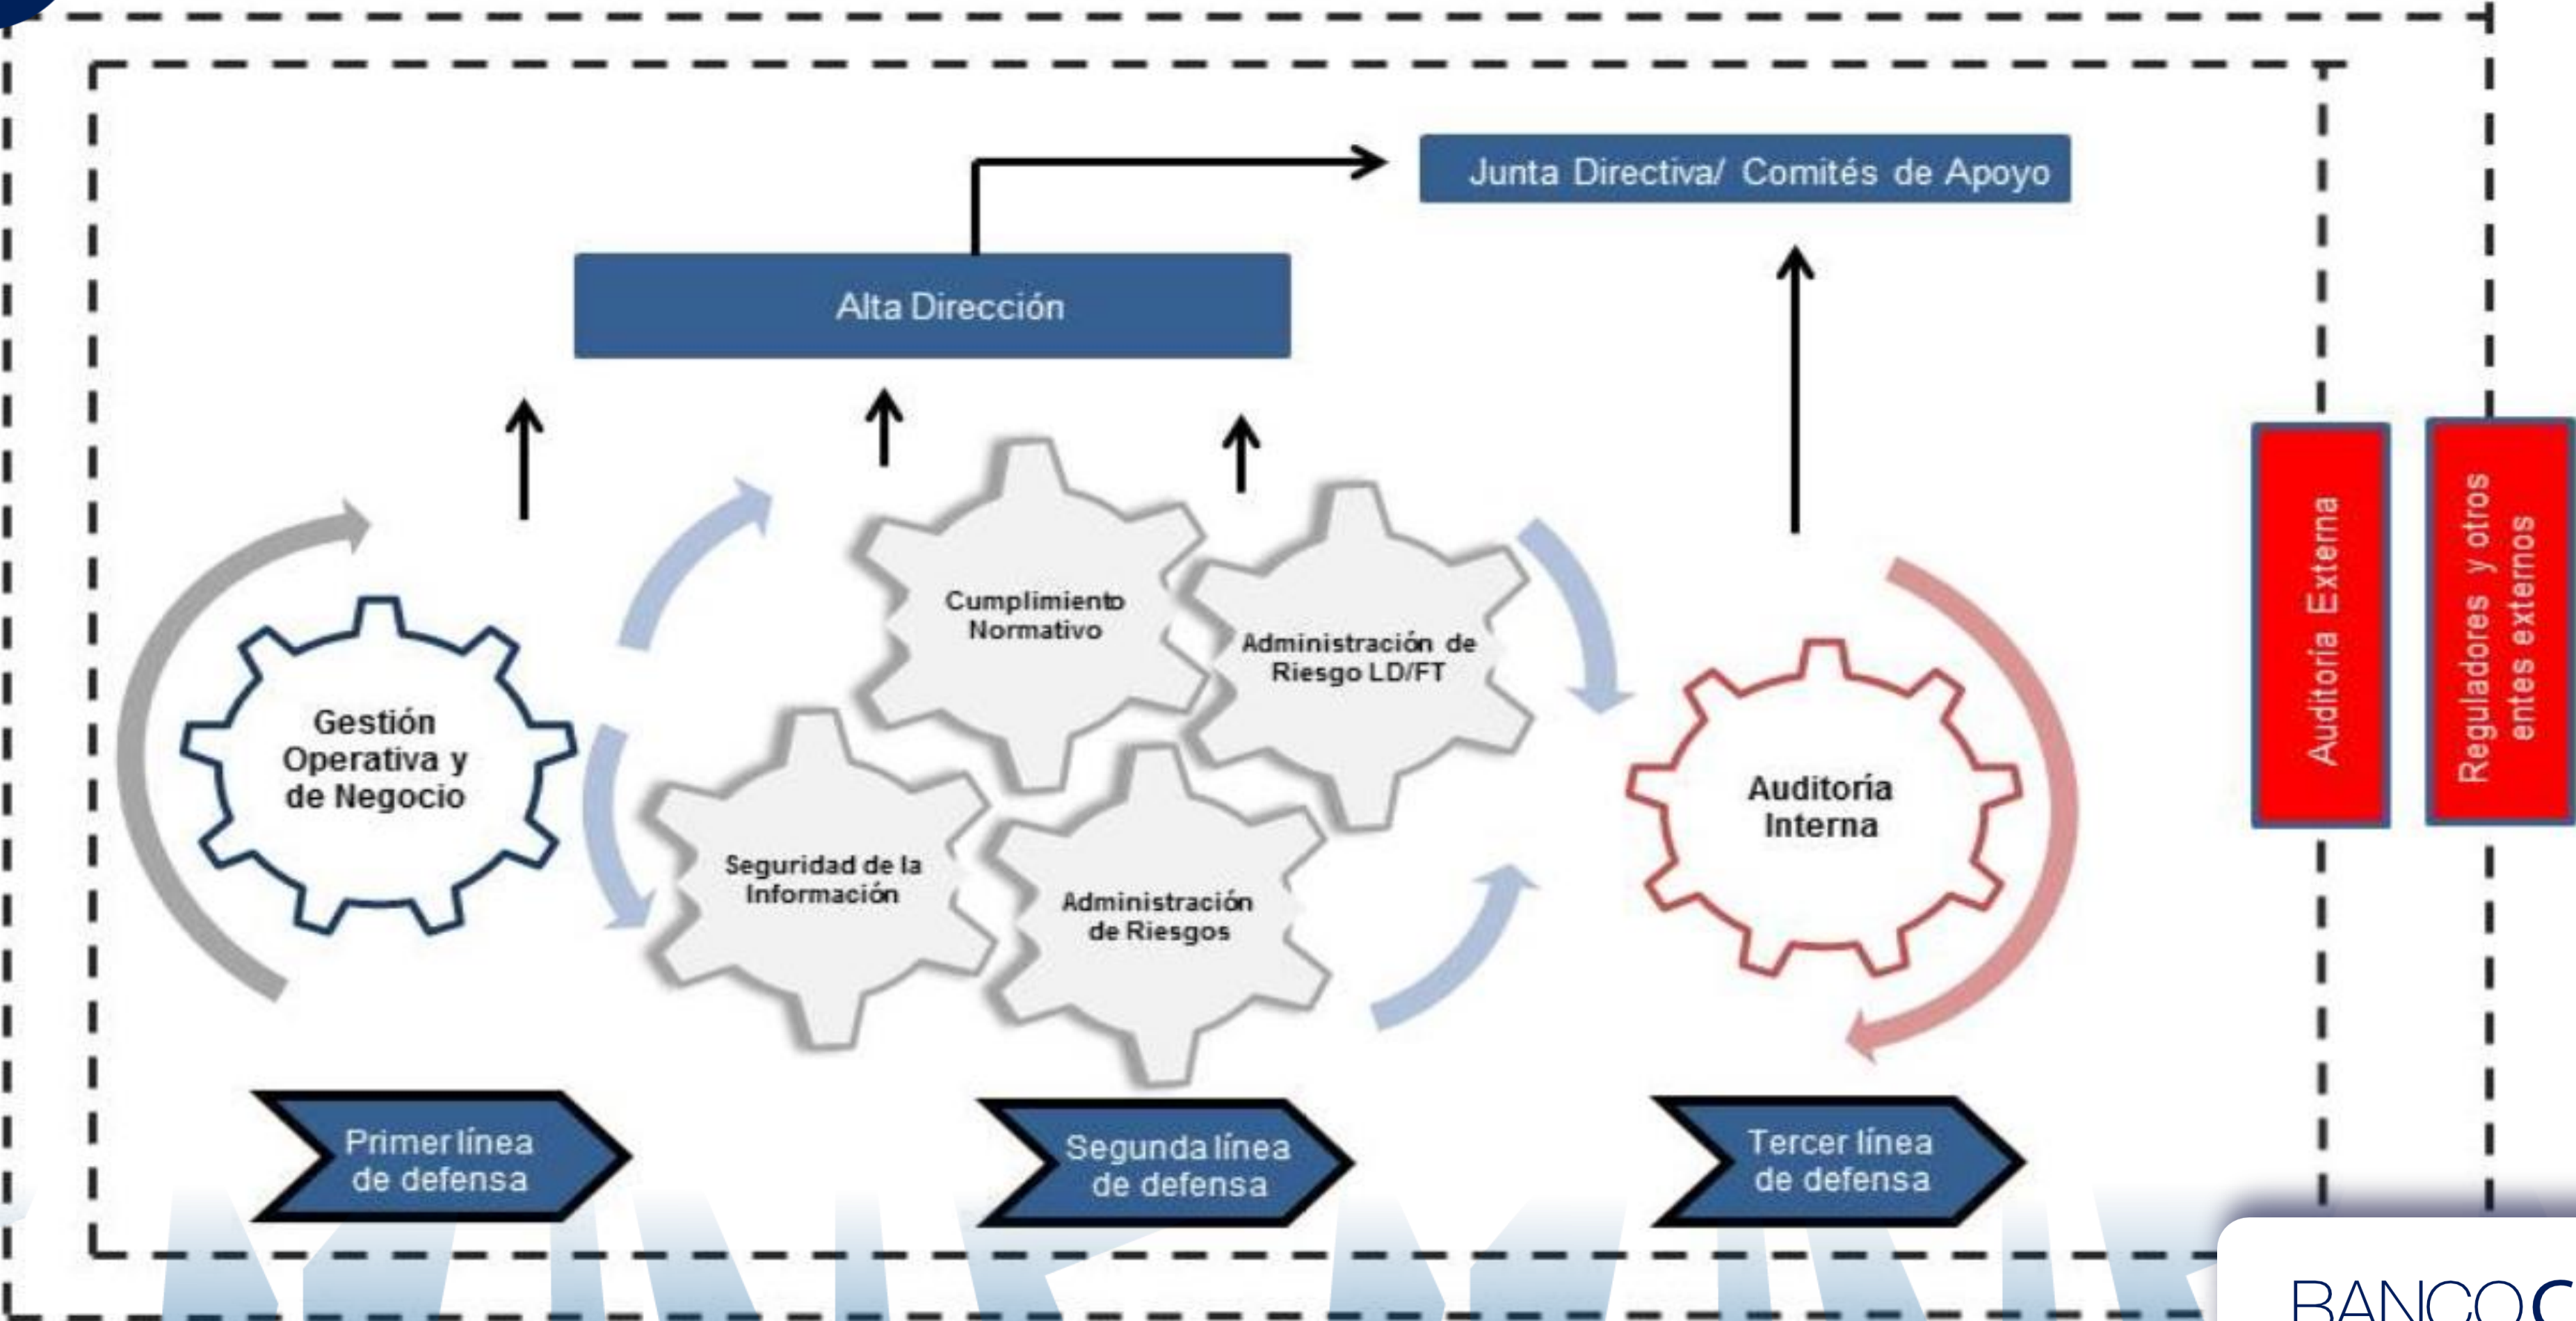 Junta Directiva/ Comités de Apoyo
Alta Dirección
Gestión
Operativa y
de Negocio
Cumplimiento
Normativo
Administración de
Riesgo LD/FT
Seguridad de la
Información
Administración
de Riesgos
Auditoría
Interna
Auditoría Externa
Reguladores y otros
entes externos
Primer línea
de defensa
Segunda línea
de defensa
Tercer línea
de defensa
BANCO